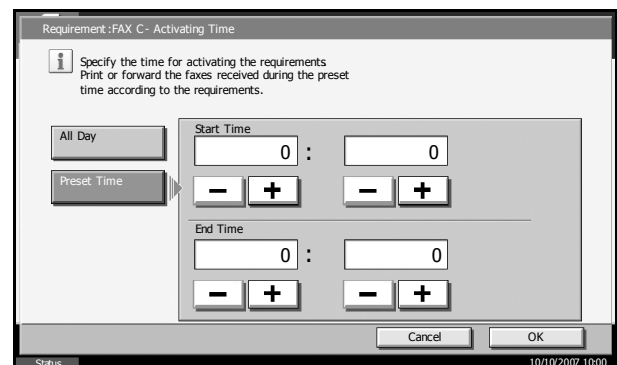 Requirement :FAX C - Activating Time
i
Specify the time for activating the requirements.
Print or forward the faxes received during the preset
time according to the requirements.
All Day
Preset Time
Start Time
0 : 0
− + − +
End Time
0 : 0
− + − +
Cancel OK
Status 10/10/2007 10:00